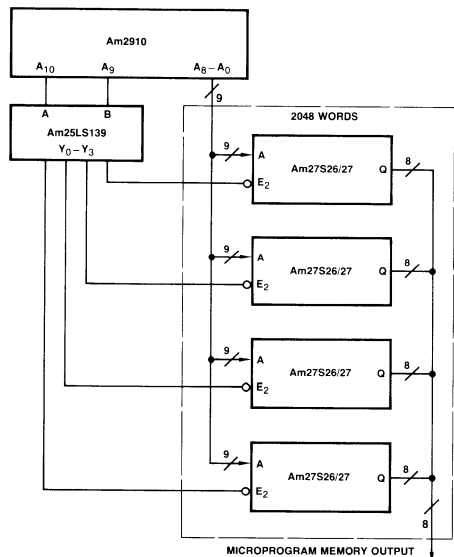 Am2910
A10 A9 A8–A0
9
A B
Am25LS139
Y0–Y3
2048 WORDS
9 A Am27S26/27 Q 8
E2
9 A Am27S26/27 Q 8
E2
9 A Am27S26/27 Q 8
E2
9 A Am27S26/27 Q 8
E2
8
MICROPROGRAM MEMORY OUTPUT